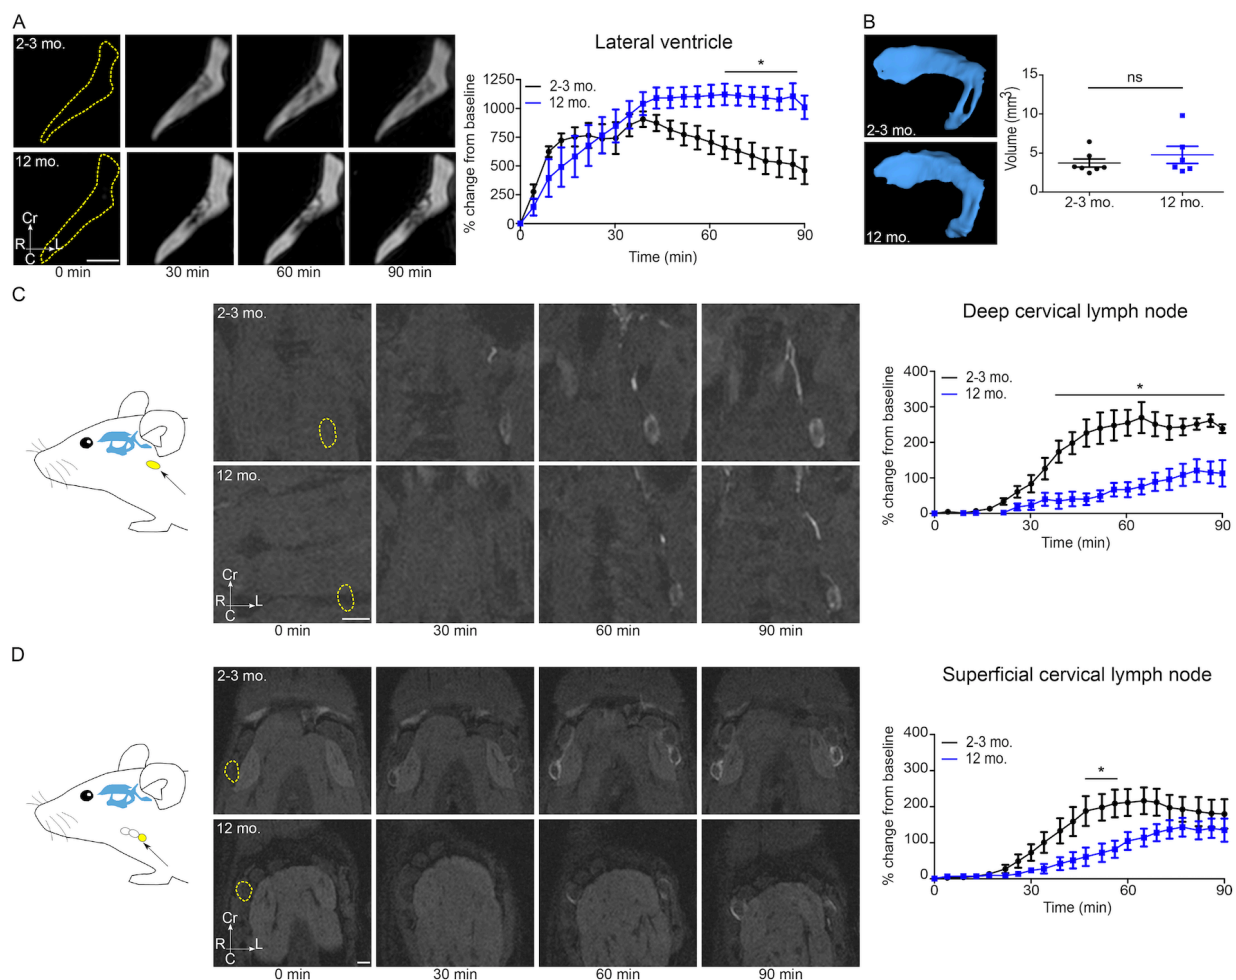 A
2-3 mo.
12 mo.
Cr
R
L
C
0 min
30 min
60 min
90 min
Lateral ventricle
% change from baseline
1250
1000
750
500
250
0
2-3 mo.
12 mo.
*
0
30
60
90
Time (min)
B
2-3 mo.
12 mo.
Volume (mm3)
15
10
5
0
ns
2-3 mo.
12 mo.
C
2-3 mo.
12 mo.
Cr
R
L
C
0 min
30 min
60 min
90 min
Deep cervical lymph node
% change from baseline
400
300
200
100
0
2-3 mo.
12 mo.
*
0
30
60
90
Time (min)
D
2-3 mo.
12 mo.
Cr
R
L
C
0 min
30 min
60 min
90 min
Superficial cervical lymph node
% change from baseline
400
300
200
100
0
2-3 mo.
12 mo.
*
0
30
60
90
Time (min)